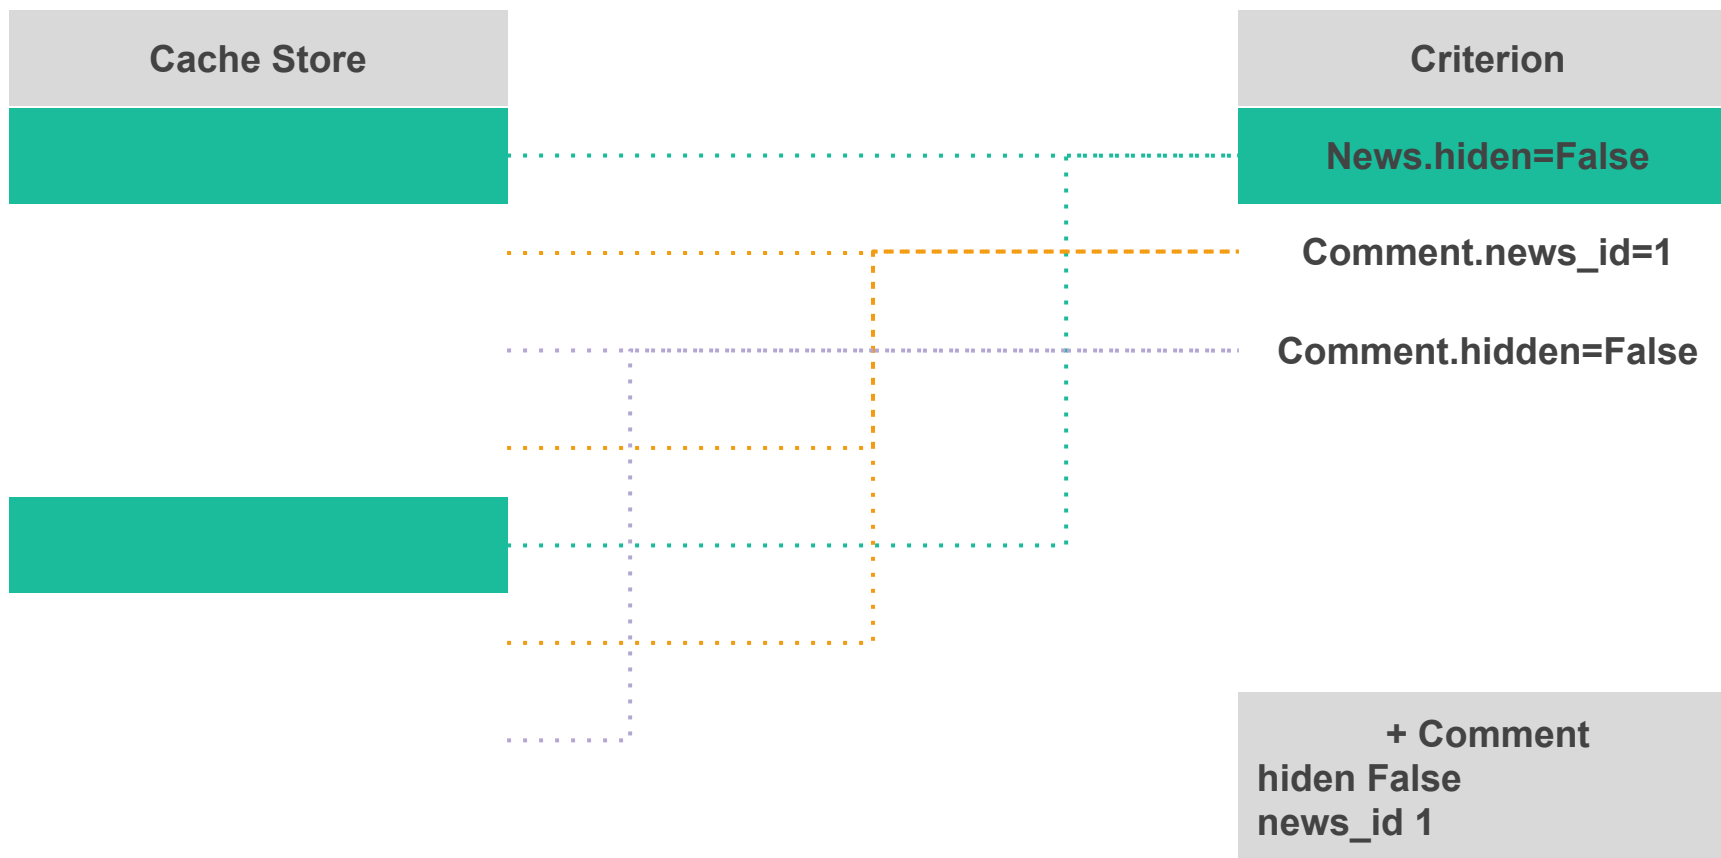 Cache Store
Criterion
News.hiden=False
Comment.news_id=1
Comment.hidden=False
+ Comment
hiden False
news_id 1